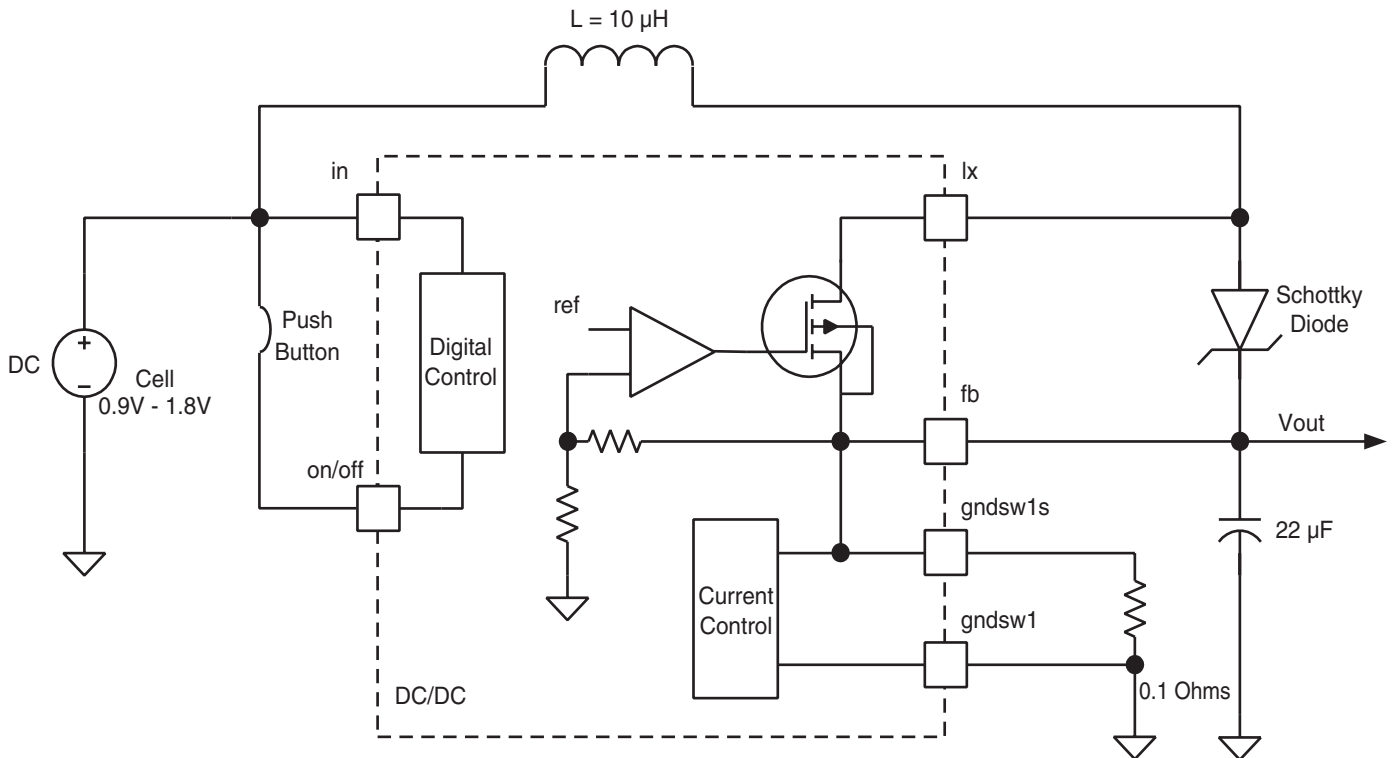 L = 10 µH
in
lx
ref
Push
Button
Digital
Control
Schottky
Diode
DC
+
–
Cell
0.9V - 1.8V
fb
Vout
on/off
gndsw1s
22 µF
Current
Control
gndsw1
DC/DC
0.1 Ohms